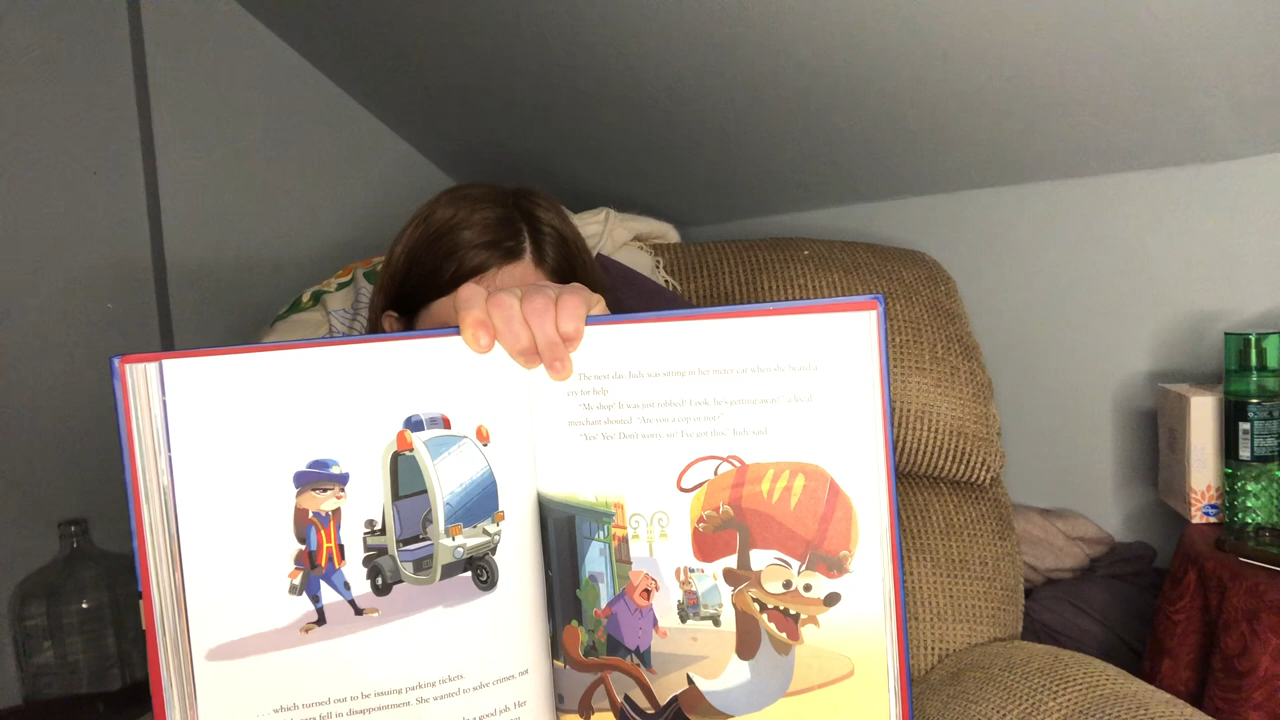 . . . which turned out to be issuing parking tickets.
ears fell in disappointment. She wanted to solve crimes, not
a good job. Her
The next day, Judy was sitting in her meter car when she heard a
cry for help.
"My shop! It was just robbed! Look, he's getting away!" a local
merchant shouted. "Are you a cop or not?"
"Yes! Yes! Don't worry, sir! I've got this!" Judy said.